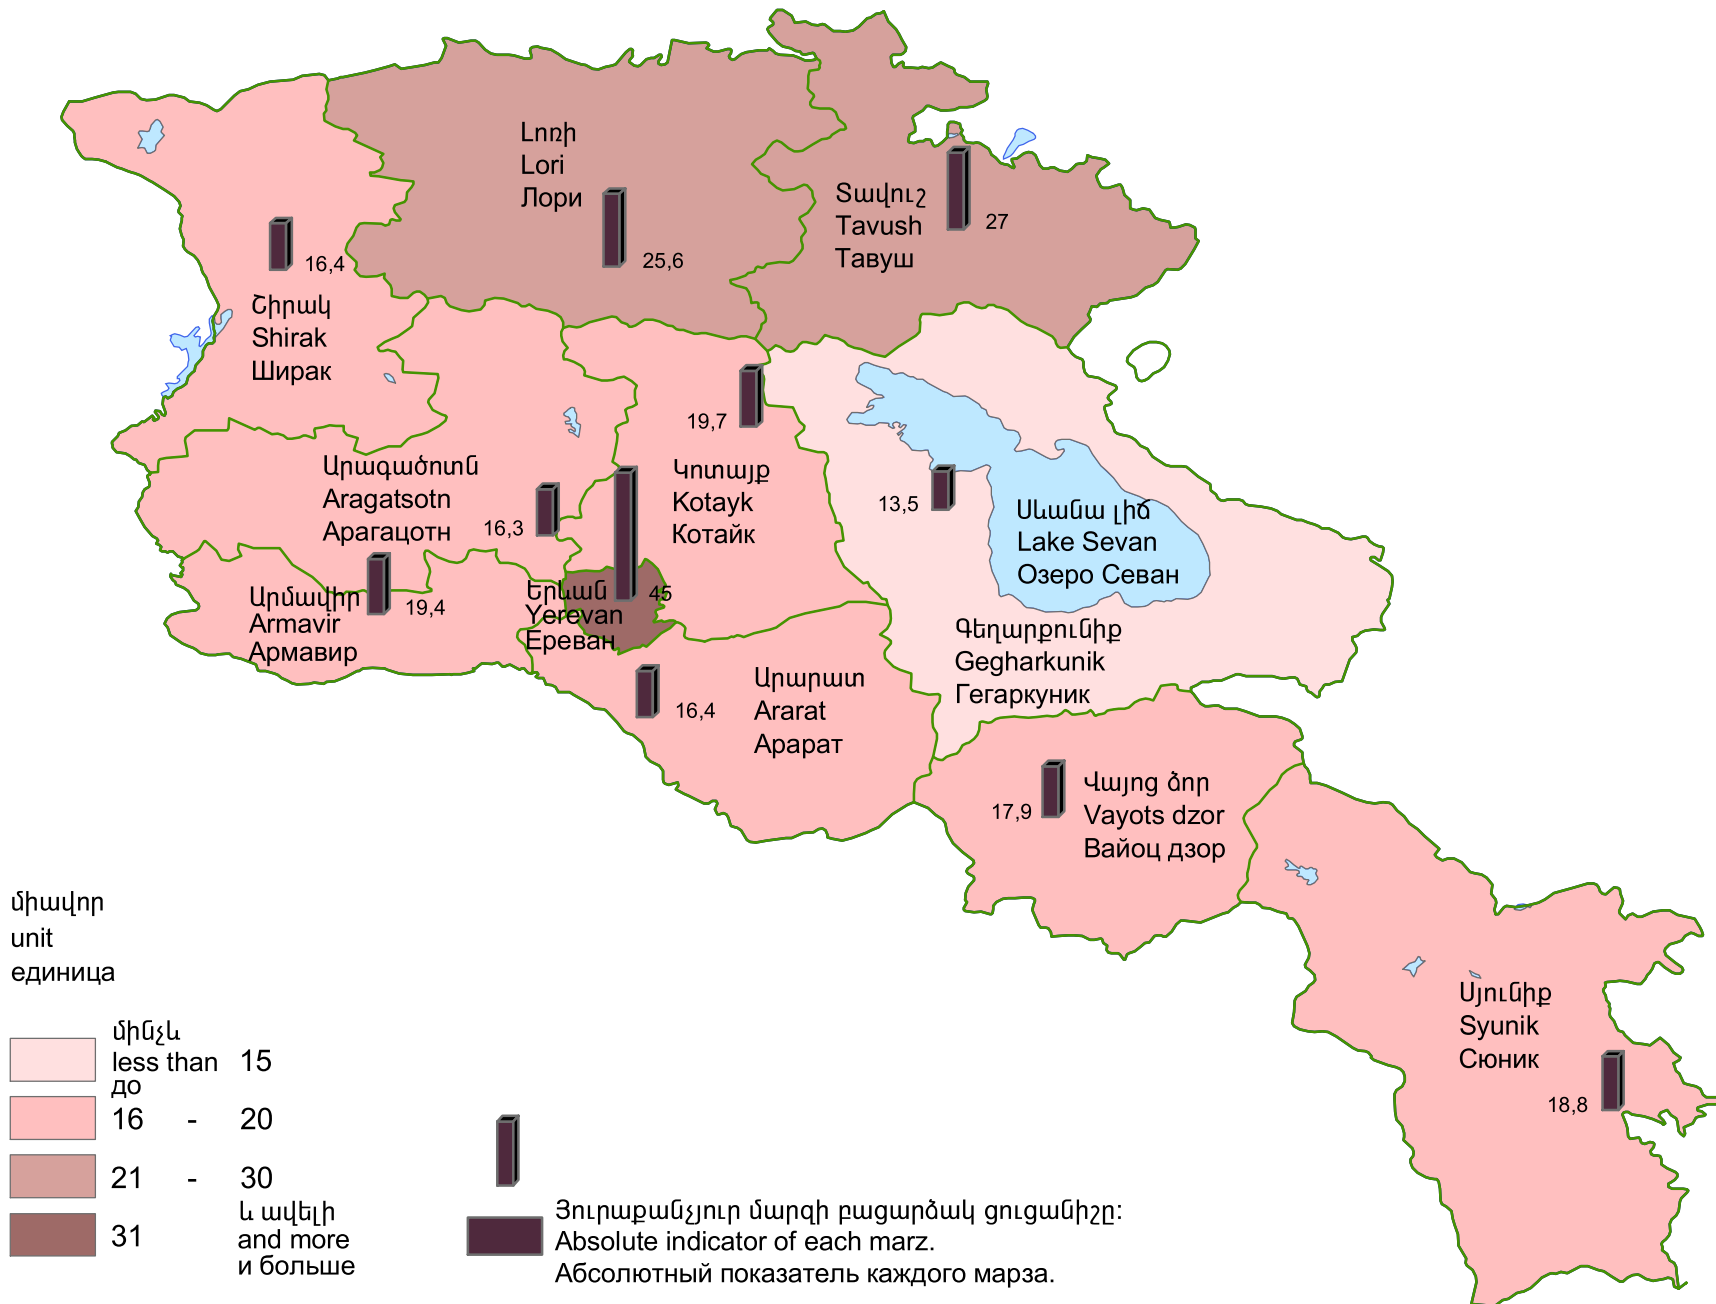 Լոռի
Lori
Лори
25,6
Տավուշ
Tavush
Тавуш
27
16,4
Շիրակ
Shirak
Ширак
19,7
Կոտայք
Kotayk
Котайк
Արագածոտն
Aragatsotn
Арагацотн
16,3
13,5
Սևանա լիճ
Lake Sevan
Озеро Севан
Արմավիր
Armavir
Армавир
19,4
Երևան
Yerevan
Ереван
45
Գեղարքունիք
Gegharkunik
Гегаркуник
16,4
Արարատ
Ararat
Арарат
17,9
Վայոց ձոր
Vayots dzor
Вайоц дзор
Սյունիք
Syunik
Сюник
18,8
միավոր
unit
единица
մինչև
less than 15
до
16 - 20
21 - 30
31
և ավելի
and more
и больше
Յուրաքանչյուր մարզի բացարձակ ցուցանիշը:
Absolute indicator of each marz.
Абсолютный показатель каждого марза.